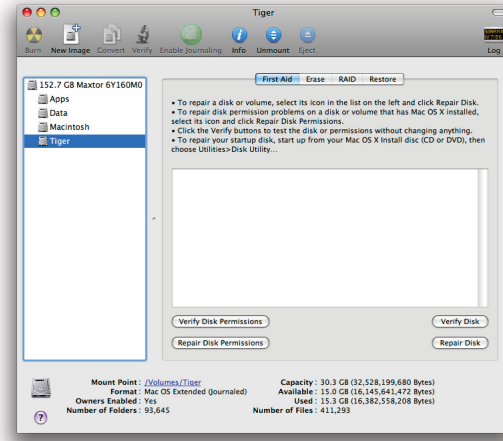 Tiger
Burn New Image Convert Verify Enable Journaling Info Unmount Eject Log
First Aid Erase RAID Restore
152.7 GB Maxtor 6Y160M0
Apps
Data
Macintosh
Tiger
• To repair a disk or volume, select its icon in the list on the left and click Repair Disk.
• To repair disk permission problems on a disk or volume that has Mac OS X installed,
select its icon and click Repair Disk Permissions.
• Click the Verify buttons to test the disk or permissions without changing anything.
• To repair your startup disk, start up from your Mac OS X Install disc (CD or DVD), then
choose Utilities>Disk Utility...
Verify Disk Permissions Verify Disk
Repair Disk Permissions Repair Disk
Mount Point : /Volumes/Tiger Capacity : 30.3 GB (32,528,199,680 Bytes)
Format : Mac OS Extended (Journaled) Available : 15.0 GB (16,145,641,472 Bytes)
Owners Enabled : Yes Used : 15.3 GB (16,382,558,208 Bytes)
Number of Folders : 93,645 Number of Files : 411,293
?